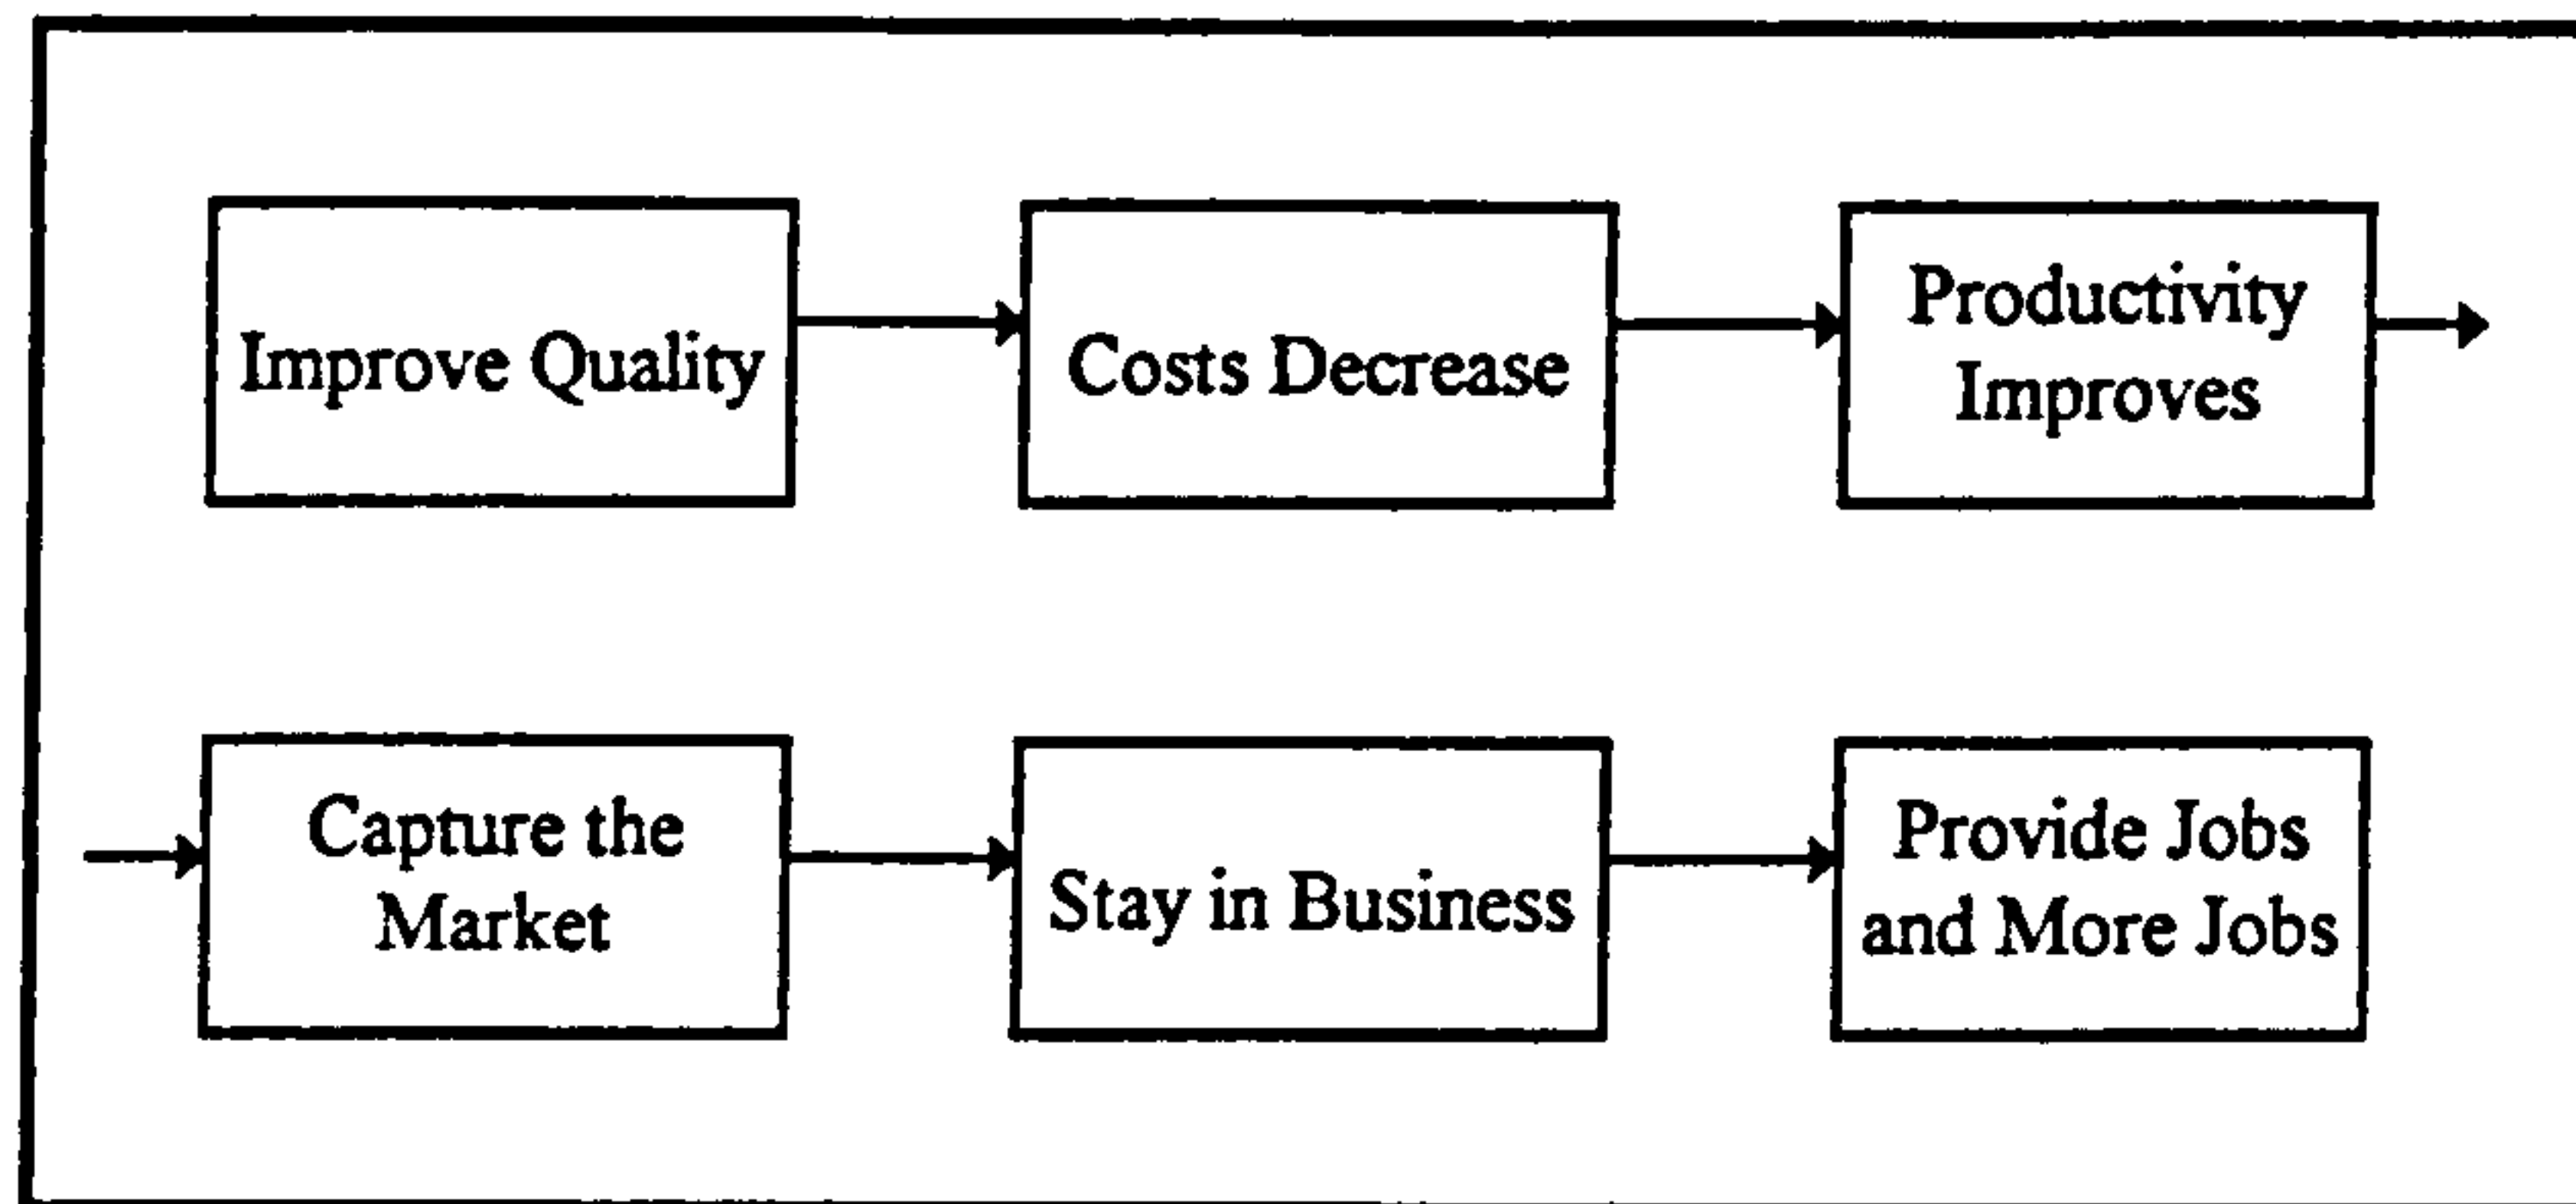 Improve Quality
Costs Decrease
Productivity
Improves
Capture the
Market
Stay in Business
Provide Jobs
and More Jobs